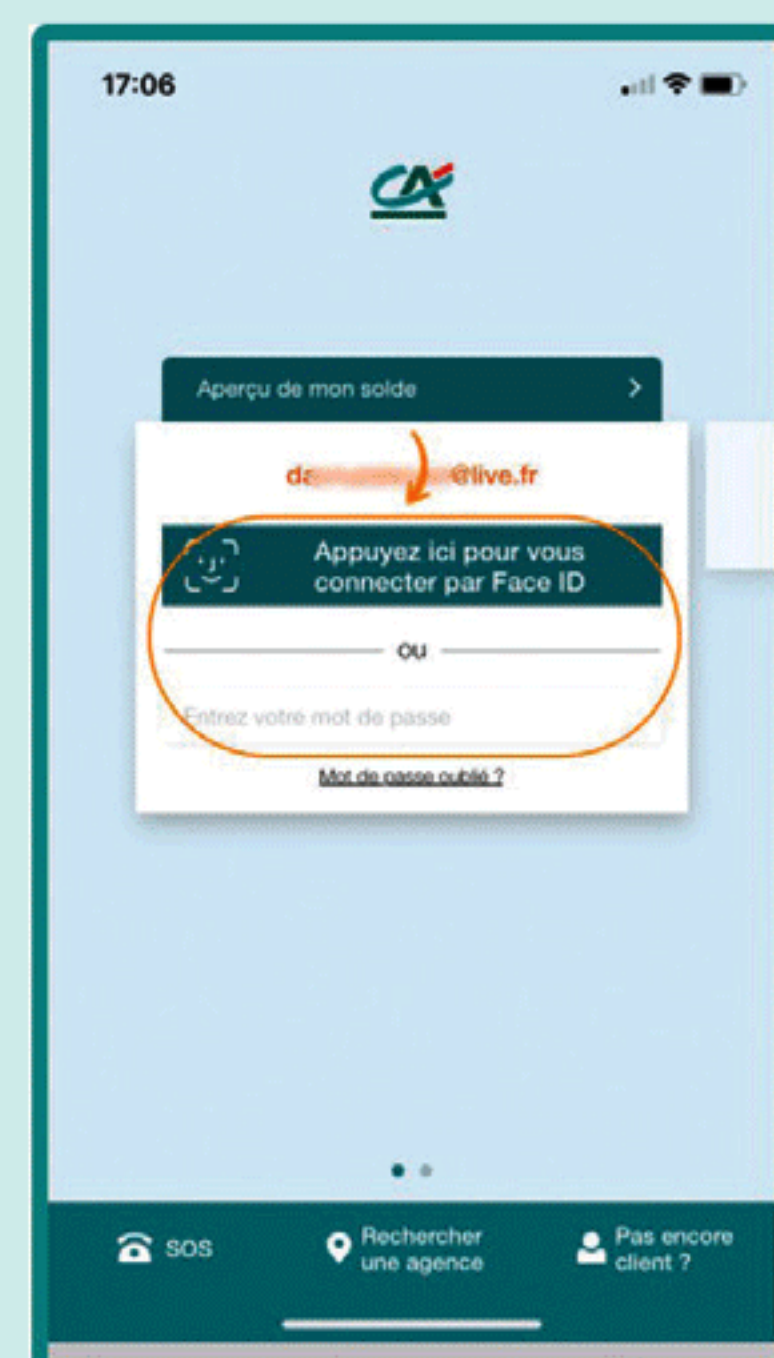 17:06
CA
Aperçu de mon solde
da @live.fr
Appuyez ici pour vous
connecter par Face ID
ou
Entrez votre mot de passe
Mot de passe oublié ?
SOS
Rechercher
une agence
Pas encore
client ?